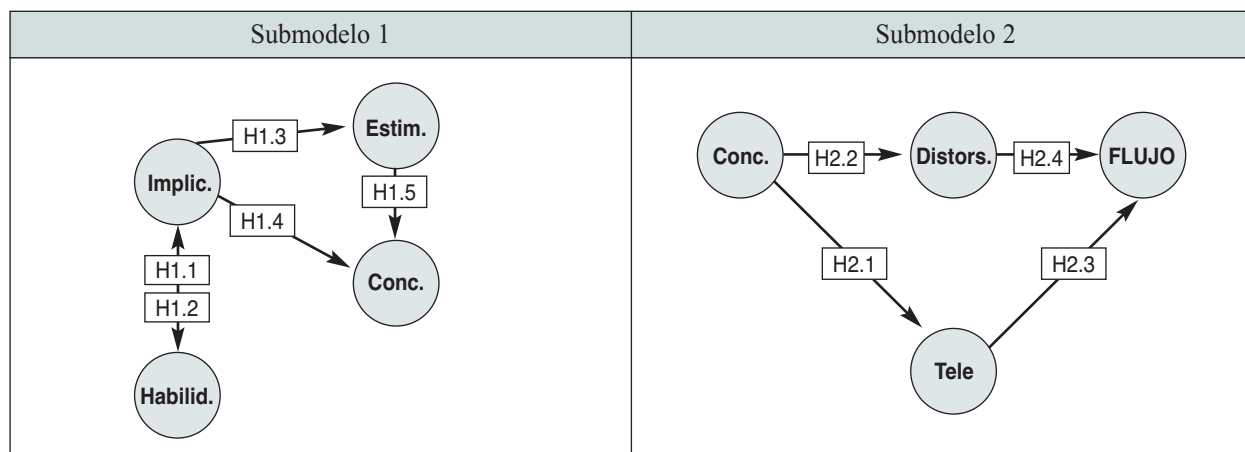 Submodelo 1
Submodelo 2
Estim.
H1.3
Implic.
H1.5
H1.4
H1.1
Conc.
H1.2
Habilid.
Conc.
H2.2
Distors.
H2.4
FLUJO
H2.1
H2.3
Tele